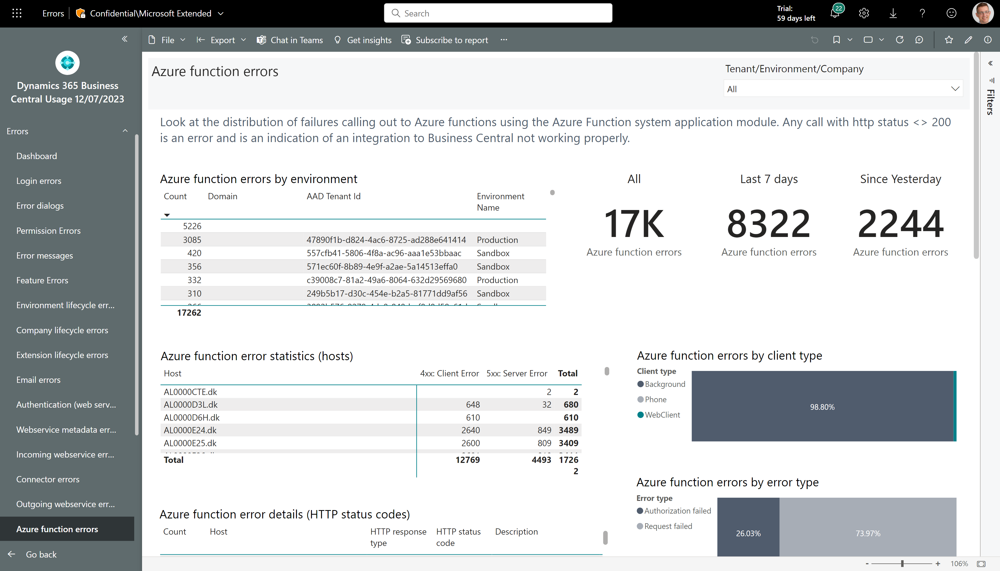 Errors
Confidential\Microsoft Extended
Search
Trial:
59 days left
22
File
Export
Chat in Teams
Get insights
Subscribe to report
Dynamics 365 Business
Central Usage 12/07/2023
Errors
Dashboard
Login errors
Error dialogs
Permission Errors
Error messages
Feature Errors
Environment lifecycle err...
Company lifecycle errors
Extension lifecycle errors
Email errors
Authentication (web serv...
Webservice metadata err...
Incoming webservice err...
Connector errors
Outgoing webservice err...
Azure function errors
Go back
Azure function errors
Tenant/Environment/Company
All
Filters
Look at the distribution of failures calling out to Azure functions using the Azure Function system application module. Any call with http status <> 200
is an error and is an indication of an integration to Business Central not working properly.
Azure function errors by environment
Count Domain AAD Tenant Id Environment
Name
5226
3085 47890f1b-d824-4ac6-8725-ad288e641414 Production
420 557cfb41-5806-4f8a-ac96-aaa1e53bbaac Sandbox
356 571ec60f-8b89-4e9f-a2ae-5a14513effa0 Sandbox
332 c39008c7-81a2-49a6-8064-632d29569680 Production
310 249b5b17-d30c-454e-b2a5-81771dd9af56 Sandbox
17262
All
17K
Azure function errors
Last 7 days
8322
Azure function errors
Since Yesterday
2244
Azure function errors
Azure function error statistics (hosts)
Host 4xx: Client Error 5xx: Server Error Total
AL0000CTE.dk 2 2
AL0000D3L.dk 648 32 680
AL0000D6H.dk 610 610
AL0000E24.dk 2640 849 3489
AL0000E25.dk 2600 809 3409
Total 12769 4493 1726
2
Azure function errors by client type
Client type
Background
Phone
WebClient
98.80%
Azure function errors by error type
Error type
Authorization failed
Request failed
26.03%
73.97%
Azure function error details (HTTP status codes)
Count Host HTTP response HTTP status Description
type code
- + 106%